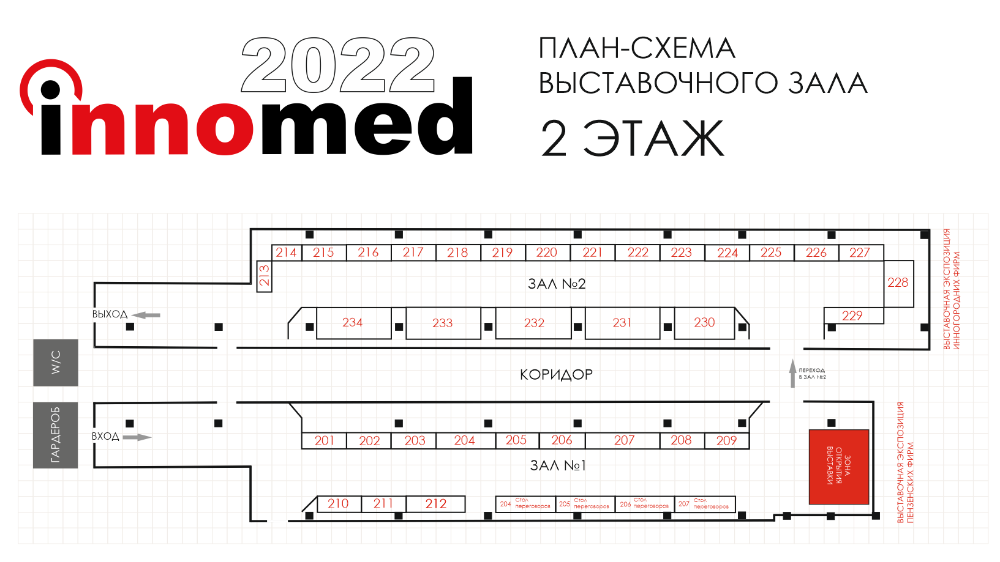 2022
innomed
ПЛАН-СХЕМА
ВЫСТАВОЧНОГО ЗАЛА
2 ЭТАЖ
214
215
216
217
218
219
220
221
222
223
224
225
226
227
213
228
229
ЗАЛ №2
ВЫХОД
234
233
232
231
230
ВЫСТАВОЧНАЯ ЭКСПОЗИЦИЯ
ИННОГОРОДНИХ ФИРМ
W/C
КОРИДОР
ПЕРЕХОД
В ЗАЛ №2
ГАРДЕРОБ
ВХОД
201
202
203
204
205
206
207
208
209
ЗАЛ №1
ЗОНА
ОТКРЫТИЯ
ВЫСТАВКИ
ВЫСТАВОЧНАЯ ЭКСПОЗИЦИЯ
ПЕНЗЕНСКИХ ФИРМ
210
211
212
204 Стол
переговоров
205 Стол
переговоров
206 Стол
переговоров
207 Стол
переговоров